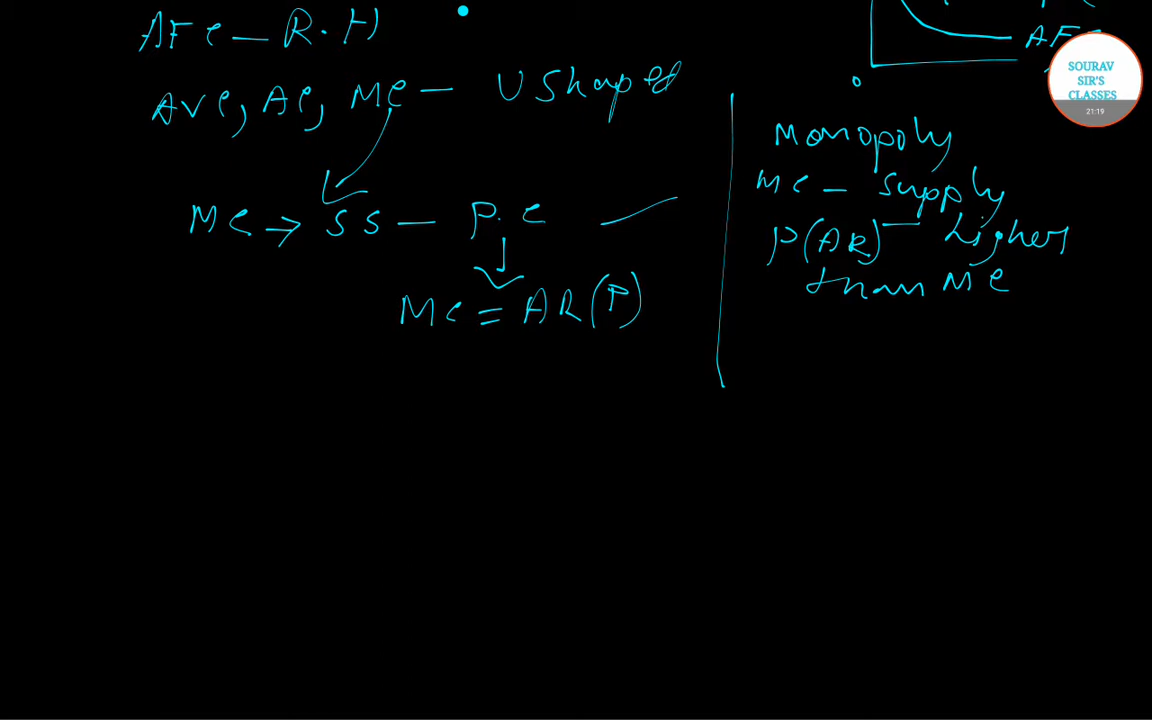 AFC — R.H
AVC, AC, MC — U Shaped
MC → SS — P.C
MC = AR(P)
AFC
o
Monopoly
MC — supply
P(AR) — higher
than MC
SOURAV
SIR'S
CLASSES
21:19